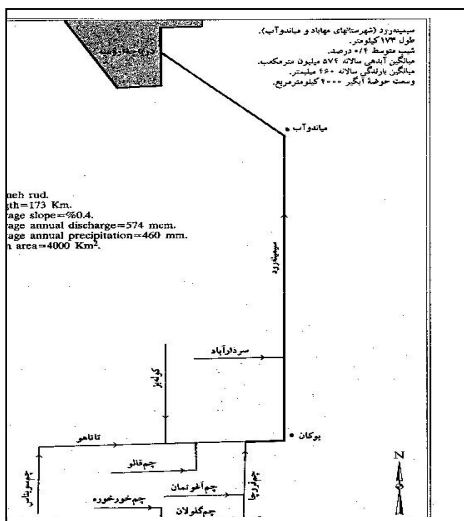 سیمینه‌رود (شهرستانهای مهاباد و میاندوآب).
طول ۱۷۳ کیلومتر.
شیب متوسط ۰/۴ درصد.
میانگین آبدهی سالانه ۵۷۴ میلیون مترمکعب.
میانگین بارندگی سالانه ۴۶۰ میلیمتر.
وسعت حوضهٔ آبگیر ۴۰۰۰ کیلومترمربع.
دریاچه ارومیه
میاندوآب
neh rud.
gth=173 Km.
rage slope=%0.4.
rage annual discharge=574 mcm.
rage annual precipitation=460 mm.
n area=4000 Km².
سیمینه‌رود
سردارآباد
بوکان
تاتاهو
چم‌قالو
چم‌آغوتمان
چم‌خورخوره
چم‌گلولان
N